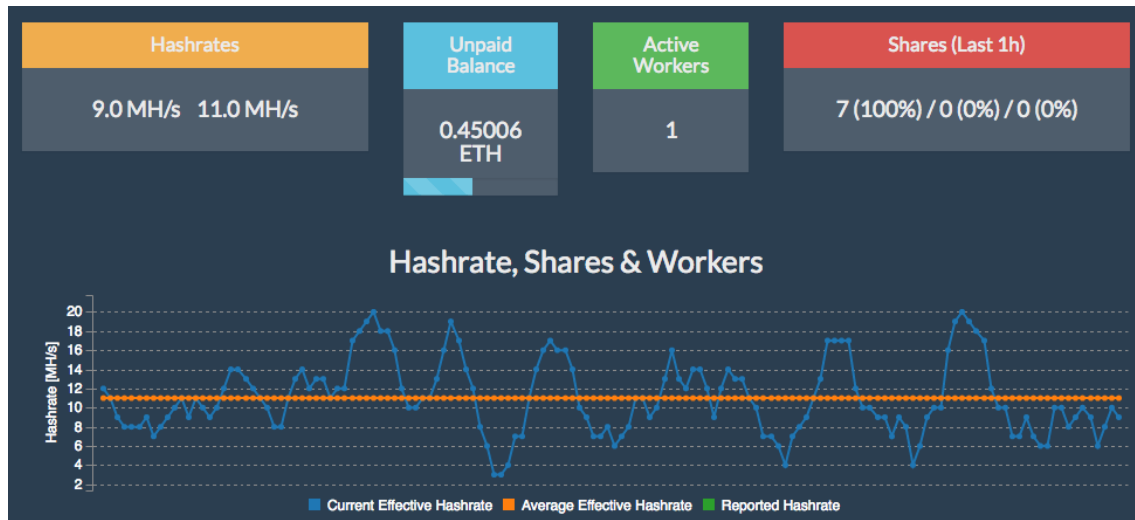 Hashrates
9.0 MH/s 11.0 MH/s
Unpaid
Balance
0.45006
ETH
Active
Workers
1
Shares (Last 1h)
7 (100%) / 0 (0%) / 0 (0%)
Hashrate, Shares & Workers
Hashrate [MH/s]
20
18
16
14
12
10
8
6
4
2
Current Effective Hashrate Average Effective Hashrate Reported Hashrate